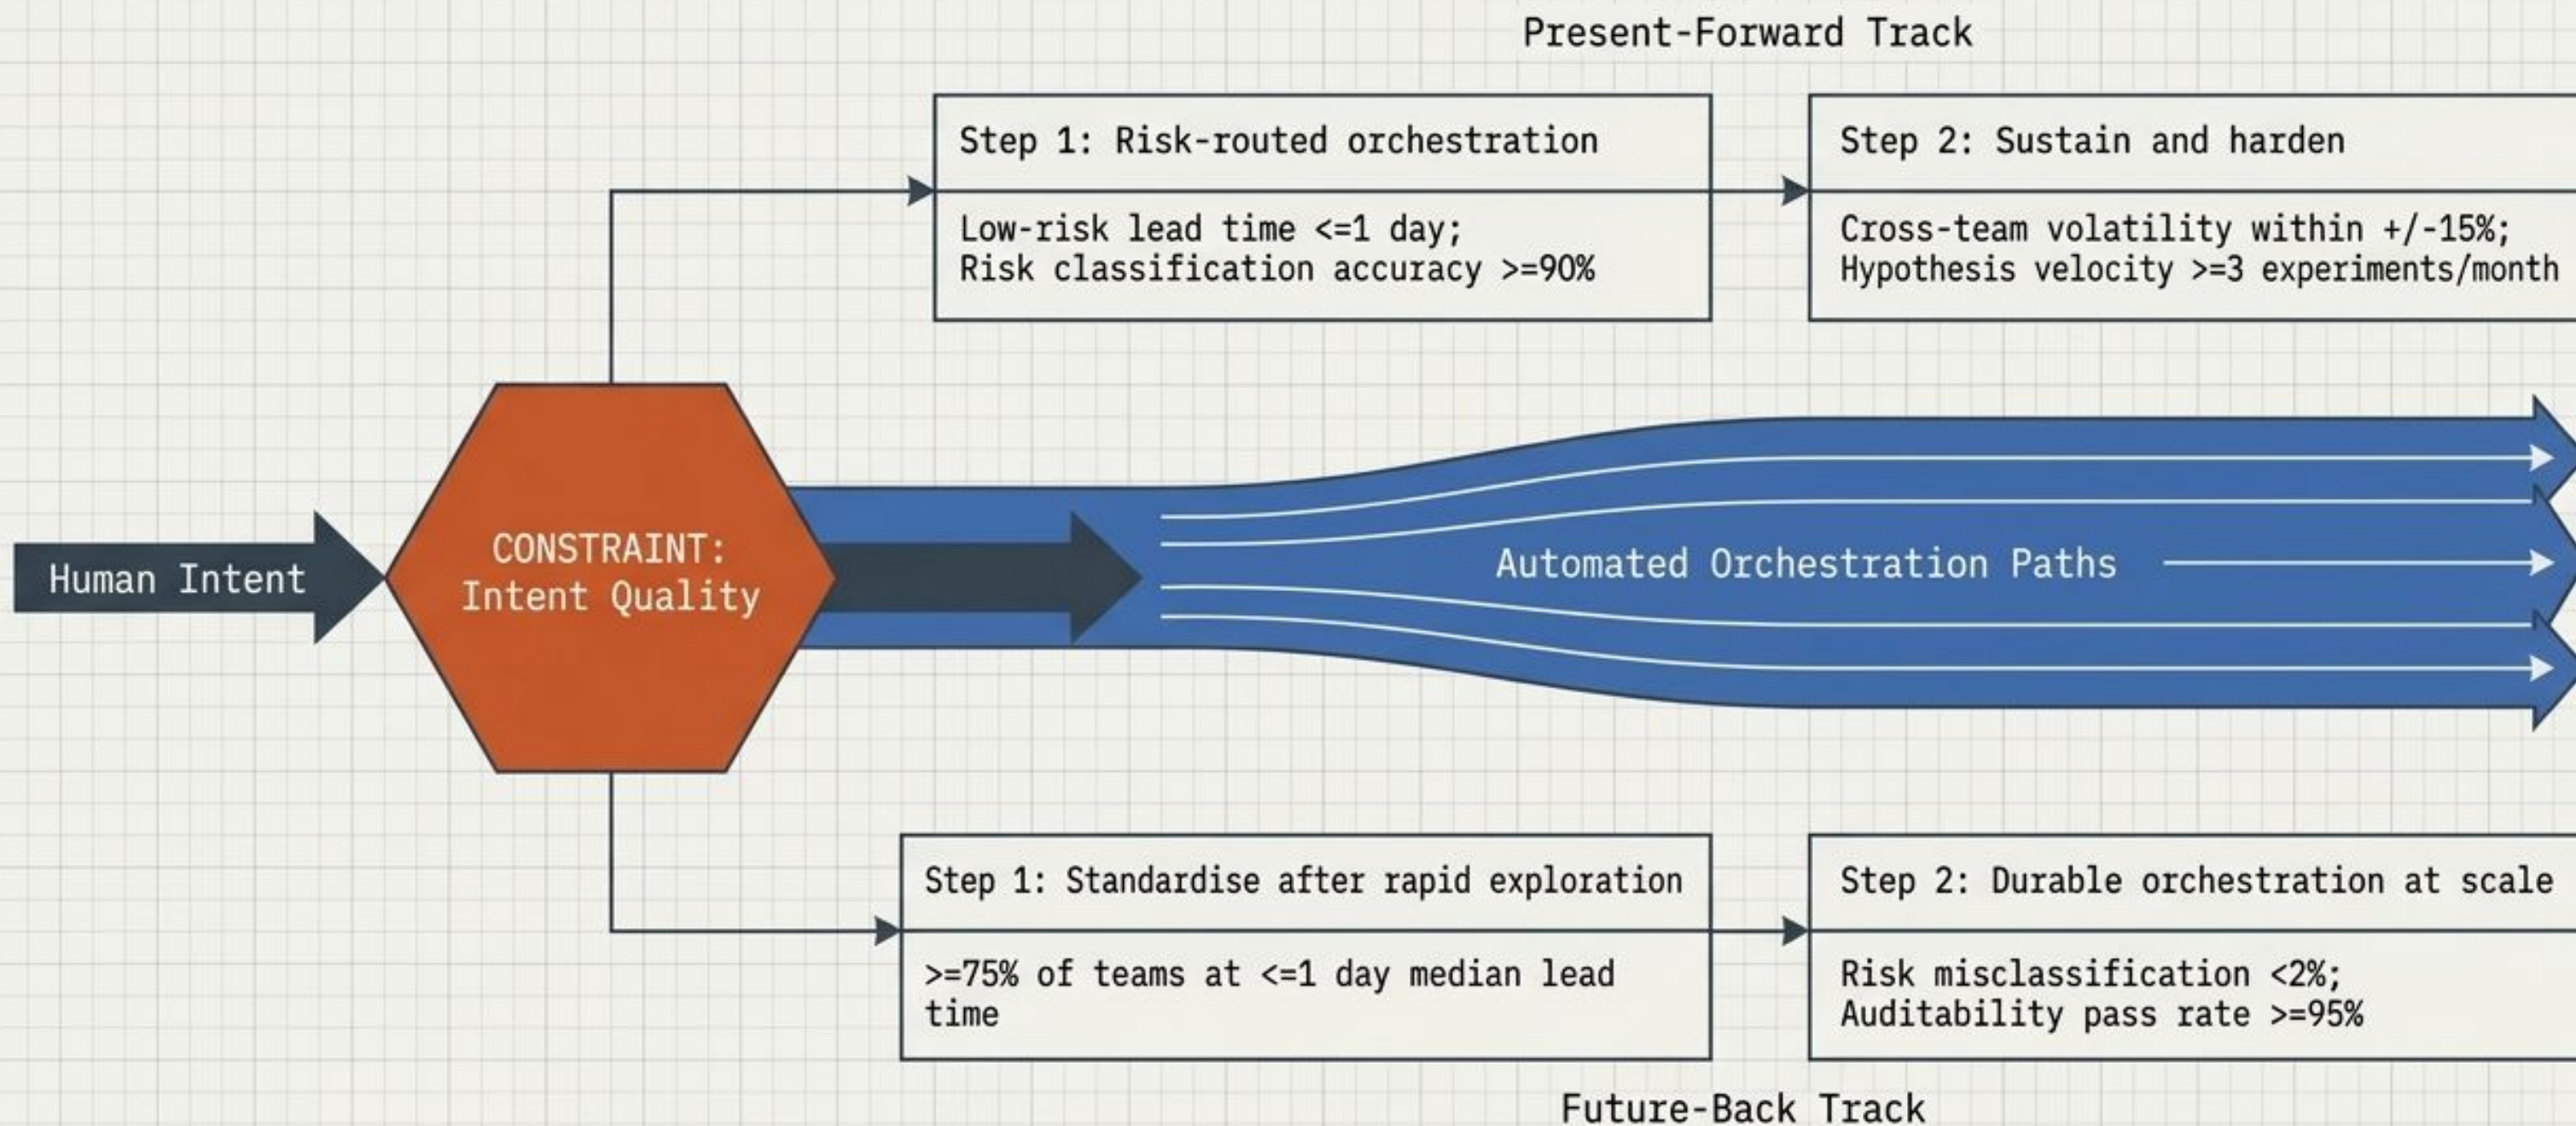 Present-Forward Track
Step 1: Risk-routed orchestration
Low-risk lead time <=1 day;
Risk classification accuracy >=90%
Step 2: Sustain and harden
Cross-team volatility within +/-15%;
Hypothesis velocity >=3 experiments/month
Human Intent
CONSTRAINT:
Intent Quality
Automated Orchestration Paths
Step 1: Standardise after rapid exploration
>=75% of teams at <=1 day median lead
time
Step 2: Durable orchestration at scale
Risk misclassification <2%;
Auditability pass rate >=95%
Future-Back Track